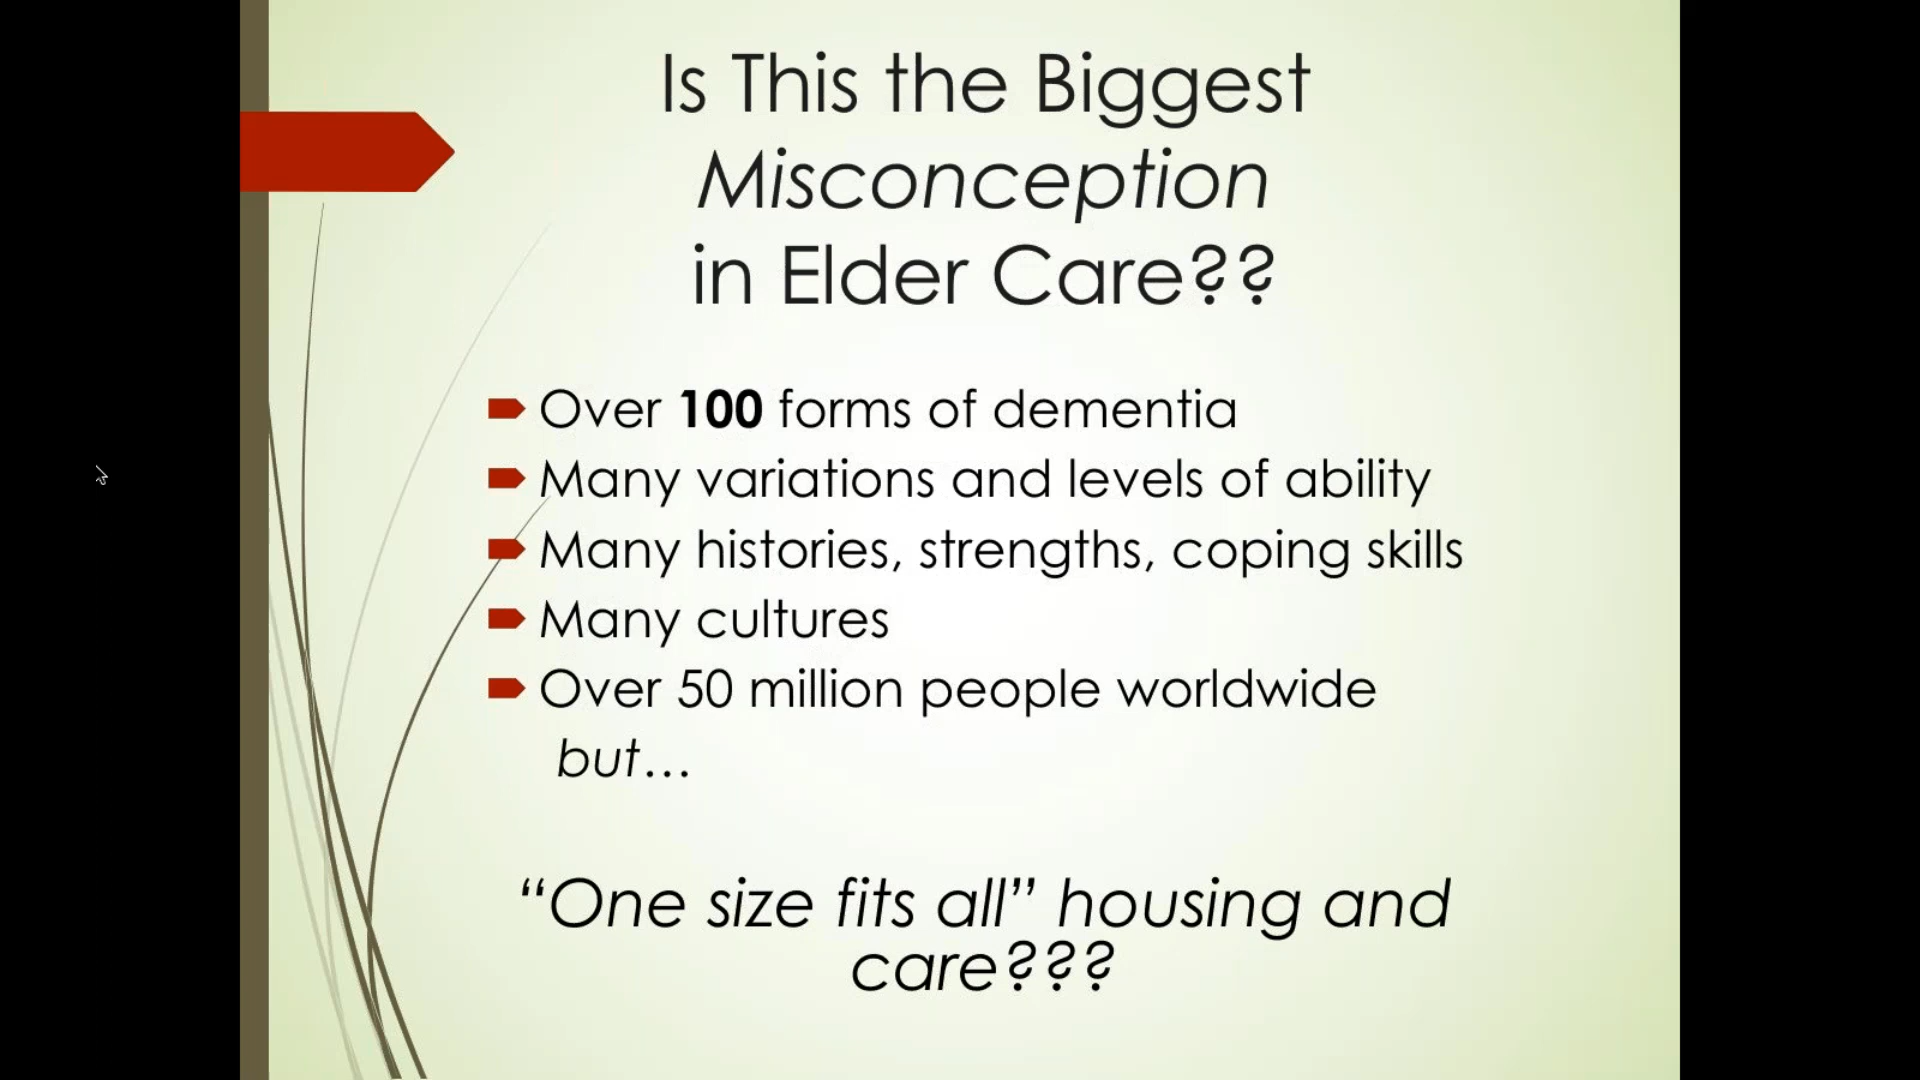 Is This the Biggest
Misconception
in Elder Care??
Over 100 forms of dementia
Many variations and levels of ability
Many histories, strengths, coping skills
Many cultures
Over 50 million people worldwide
but…
“One size fits all” housing and
care???